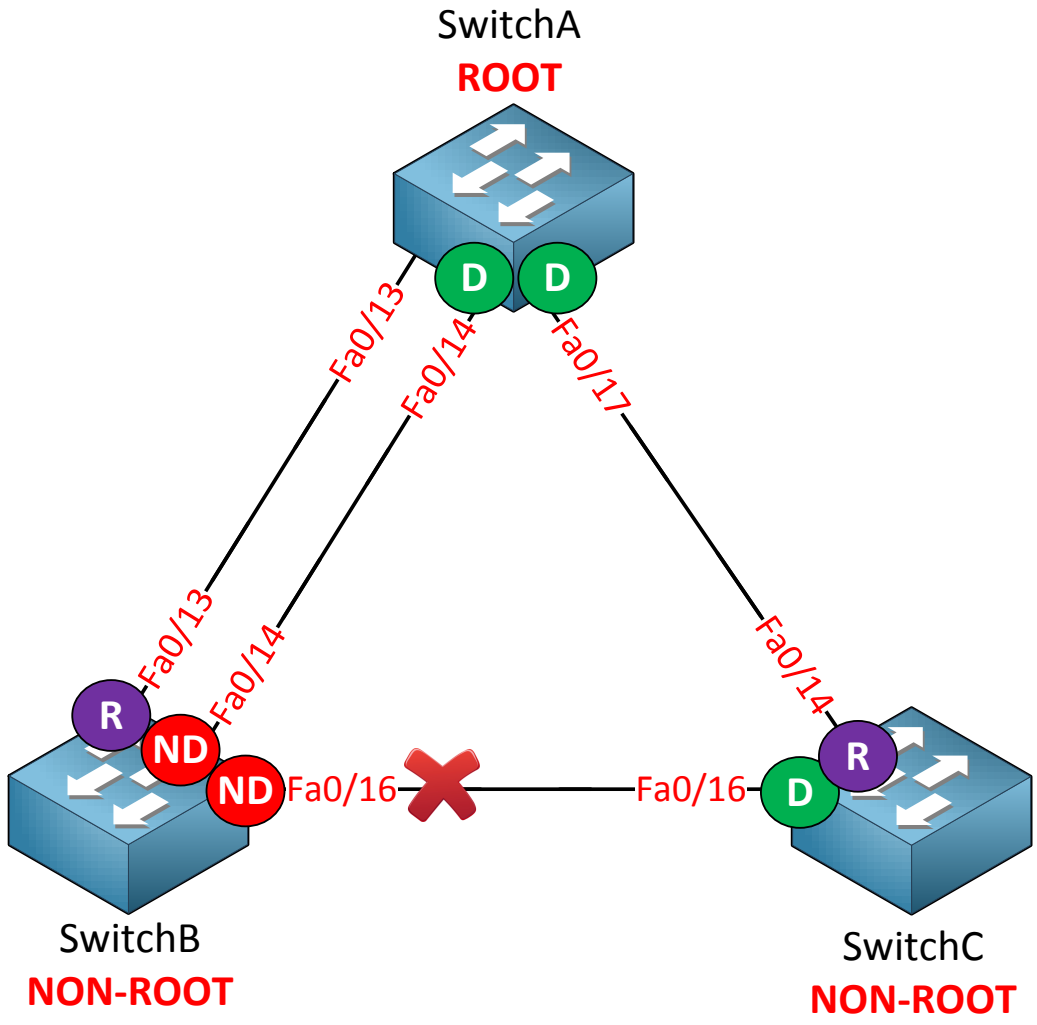 SwitchA
ROOT
D
D
Fa0/13
Fa0/14
Fa0/17
Fa0/13
Fa0/14
Fa0/14
R
ND
ND
Fa0/16
Fa0/16
D
R
SwitchB
NON-ROOT
SwitchC
NON-ROOT